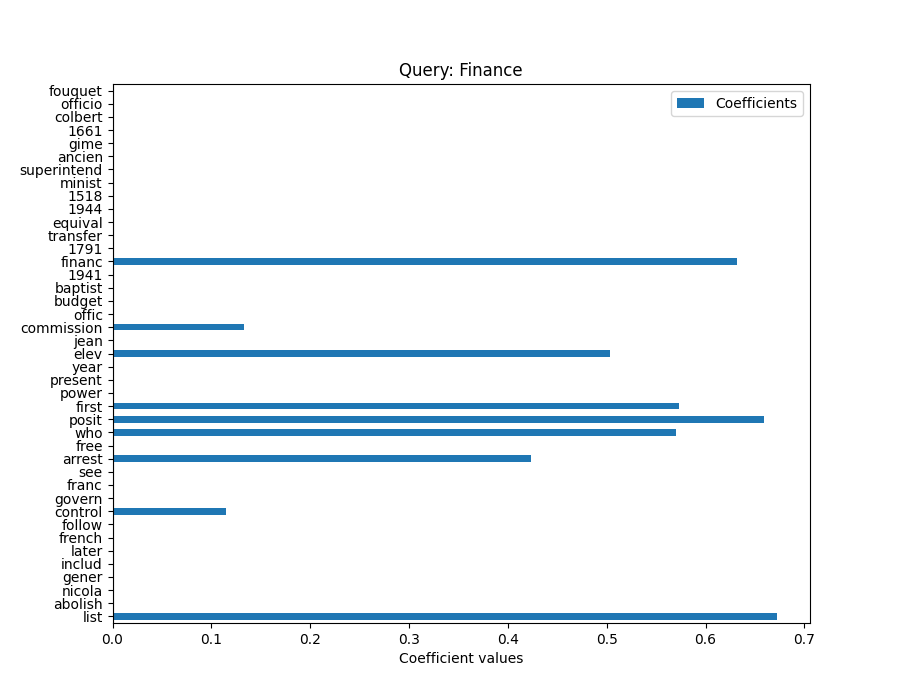 Query: Finance
Coefficients
fouquet
officio
colbert
1661
gime
ancien
superintend
minist
1518
1944
equival
transfer
1791
financ
1941
baptist
budget
offic
commission
jean
elev
year
present
power
first
posit
who
free
arrest
see
franc
govern
control
follow
french
later
includ
gener
nicola
abolish
list
0.0 0.1 0.2 0.3 0.4 0.5 0.6 0.7
Coefficient values